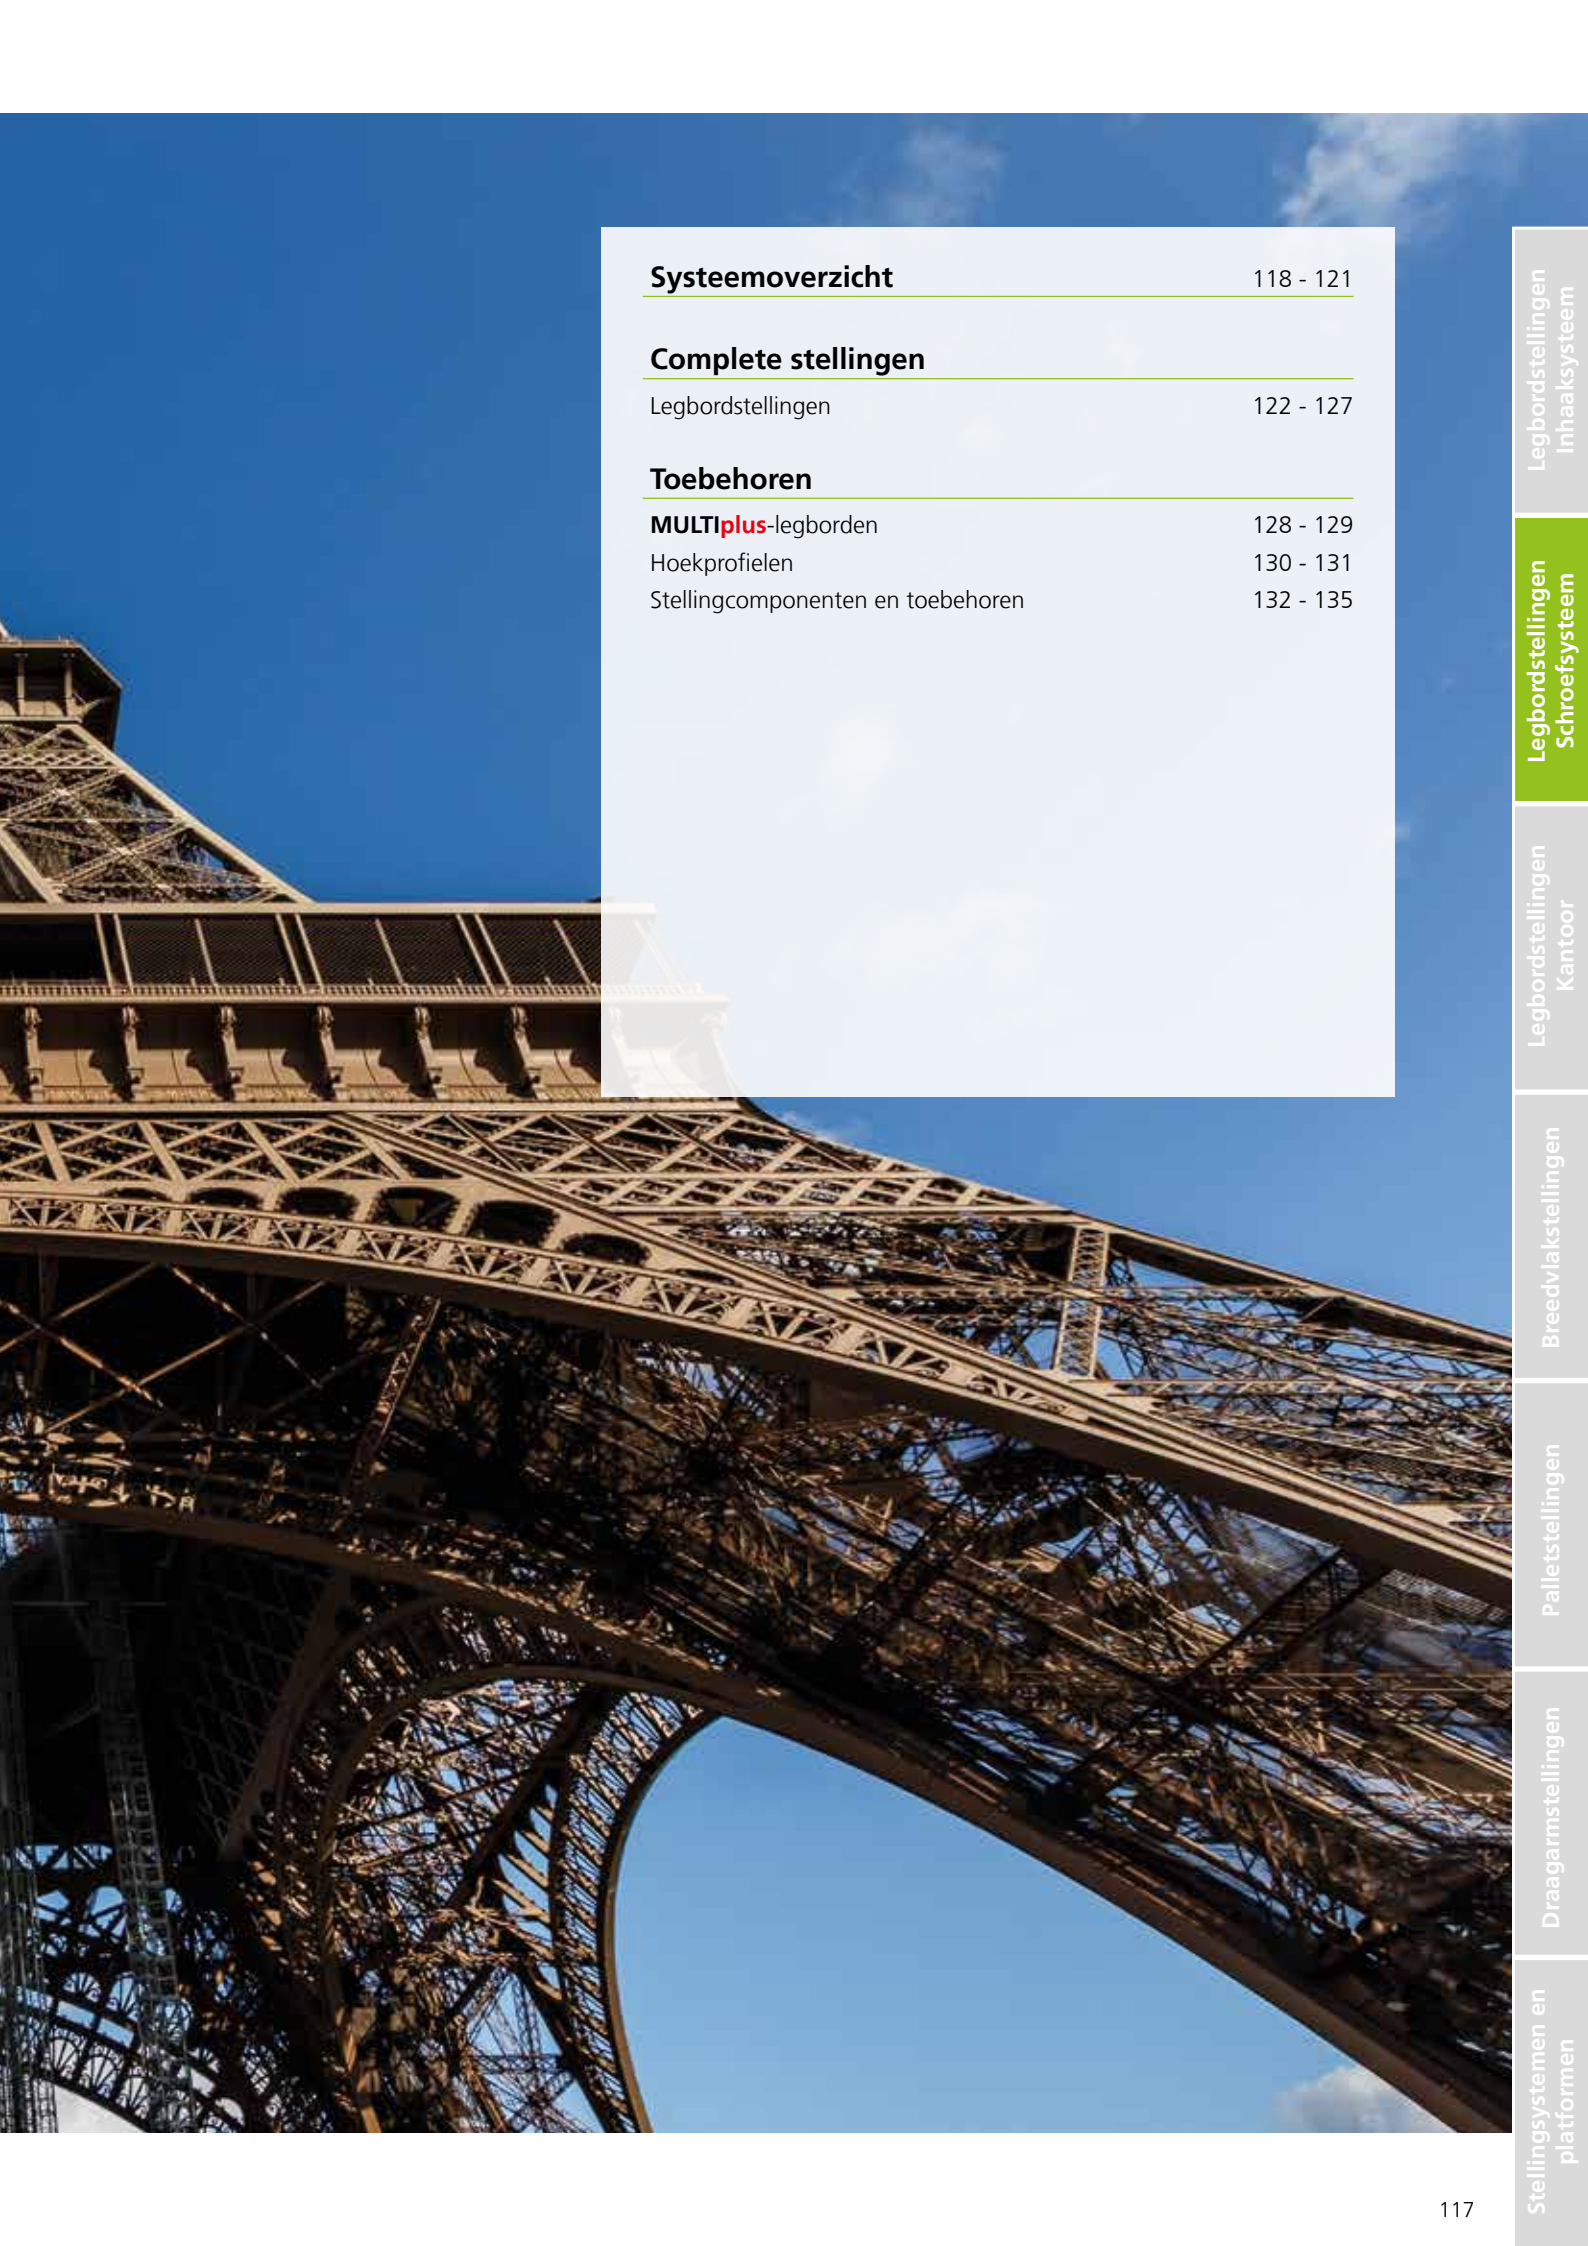 Systeemoverzicht 118 - 121
Complete stellingen
Legbordstellingen 122 - 127
Toebehoren
MULTIplus-legborden 128 - 129
Hoekprofielen 130 - 131
Stellingcomponenten en toebehoren 132 - 135
Legbordstellingen
Inhaaksysteem
Legbordstellingen
Schroefsysteem
Legbordstellingen
Kantoor
Breedvlakstellingen
Palletstellingen
Draagarmstellingen
Stellingsystemen en
platformen
117